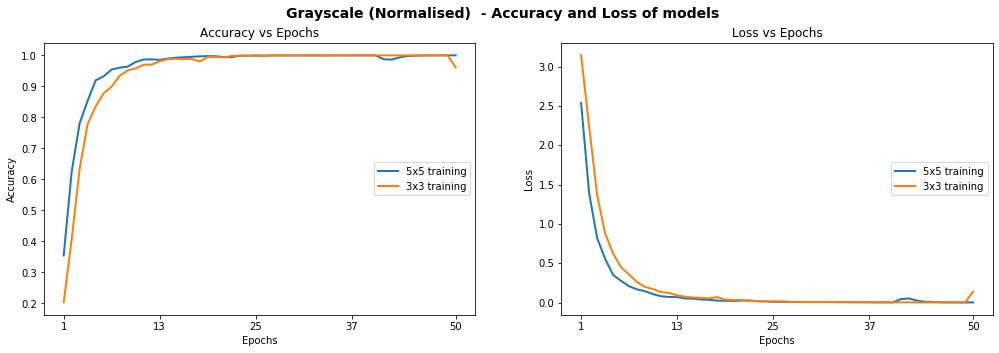 Grayscale (Normalised)  - Accuracy and Loss of models
Accuracy vs Epochs
1.0
0.9
0.8
0.7
0.6
0.5
0.4
0.3
0.2
Accuracy
5x5 training
3x3 training
1 13 25 37 50
Epochs
Loss vs Epochs
3.0
2.5
2.0
1.5
1.0
0.5
0.0
Loss
5x5 training
3x3 training
1 13 25 37 50
Epochs